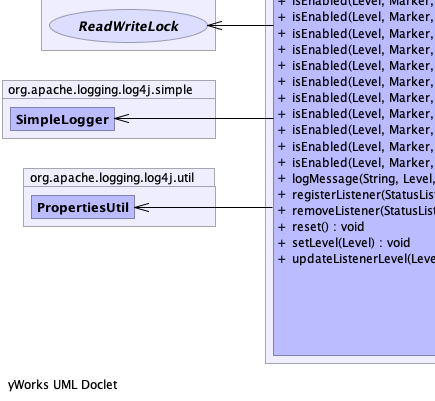 ReadWriteLock
org.apache.logging.log4j.simple
SimpleLogger
org.apache.logging.log4j.util
PropertiesUtil
+ isEnabled(Level, Marker,
+ isEnabled(Level, Marker,
+ isEnabled(Level, Marker,
+ isEnabled(Level, Marker,
+ isEnabled(Level, Marker,
+ isEnabled(Level, Marker,
+ isEnabled(Level, Marker,
+ isEnabled(Level, Marker,
+ isEnabled(Level, Marker,
+ isEnabled(Level, Marker,
+ isEnabled(Level, Marker,
+ logMessage(String, Level,
+ registerListener(StatusList
+ removeListener(StatusList
+ reset() : void
+ setLevel(Level) : void
+ updateListenerLevel(Leve
yWorks UML Doclet